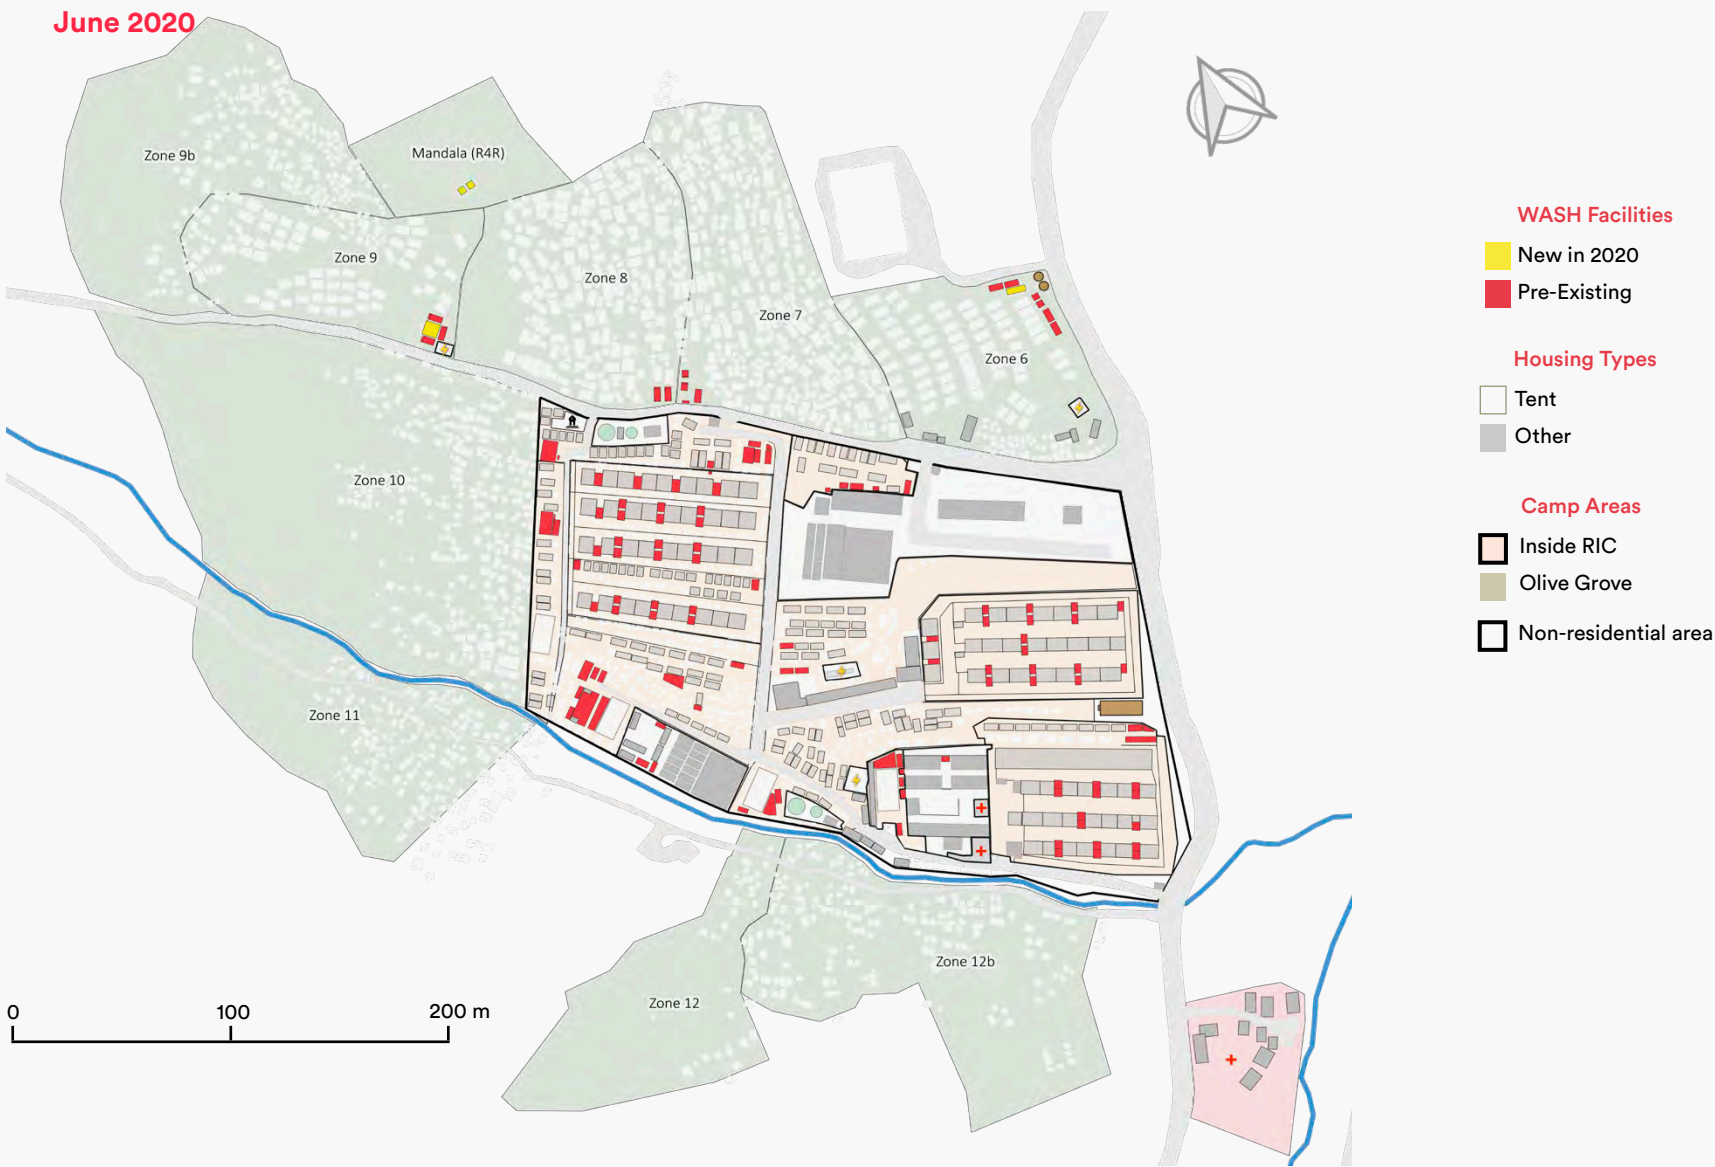 June 2020
Zone 9b
Mandala (R4R)
Zone 9
Zone 8
Zone 7
Zone 6
Zone 10
Zone 11
Zone 12b
Zone 12
0 100 200 m
WASH Facilities
New in 2020
Pre-Existing
Housing Types
Tent
Other
Camp Areas
Inside RIC
Olive Grove
Non-residential area